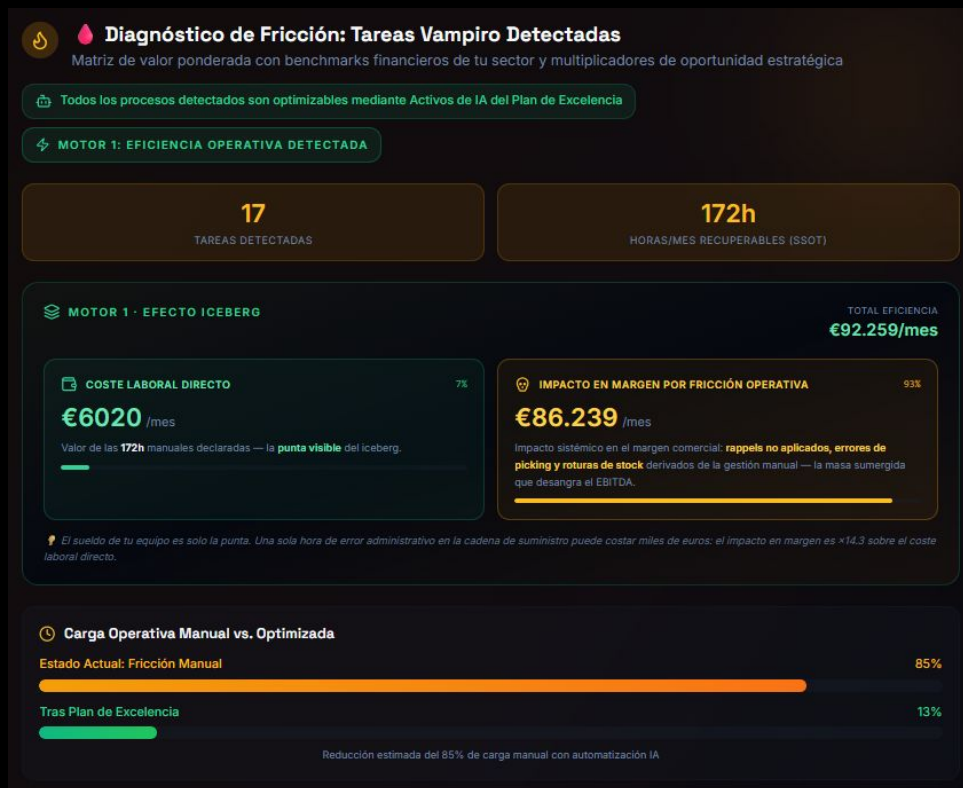 Diagnóstico de Fricción: Tareas Vampiro Detectadas
Matriz de valor ponderada con benchmarks financieros de tu sector y multiplicadores de oportunidad estratégica
Todos los procesos detectados son optimizables mediante Activos de IA del Plan de Excelencia
MOTOR 1: EFICIENCIA OPERATIVA DETECTADA
17
TAREAS DETECTADAS
172h
HORAS/MES RECUPERABLES (SSOT)
MOTOR 1 · EFECTO ICEBERG
TOTAL EFICIENCIA
€92.259/mes
COSTE LABORAL DIRECTO
7%
€6020 /mes
Valor de las 172h manuales declaradas — la punta visible del iceberg.
IMPACTO EN MARGEN POR FRICCIÓN OPERATIVA
93%
€86.239 /mes
Impacto sistémico en el margen comercial: rappels no aplicados, errores de
picking y roturas de stock derivados de la gestión manual — la masa sumergida
que desangra el EBITDA.
El sueldo de tu equipo es solo la punta. Una sola hora de error administrativo en la cadena de suministro puede costar miles de euros: el impacto en margen es ×14.3 sobre el coste
laboral directo.
Carga Operativa Manual vs. Optimizada
Estado Actual: Fricción Manual
85%
Tras Plan de Excelencia
13%
Reducción estimada del 85% de carga manual con automatización IA